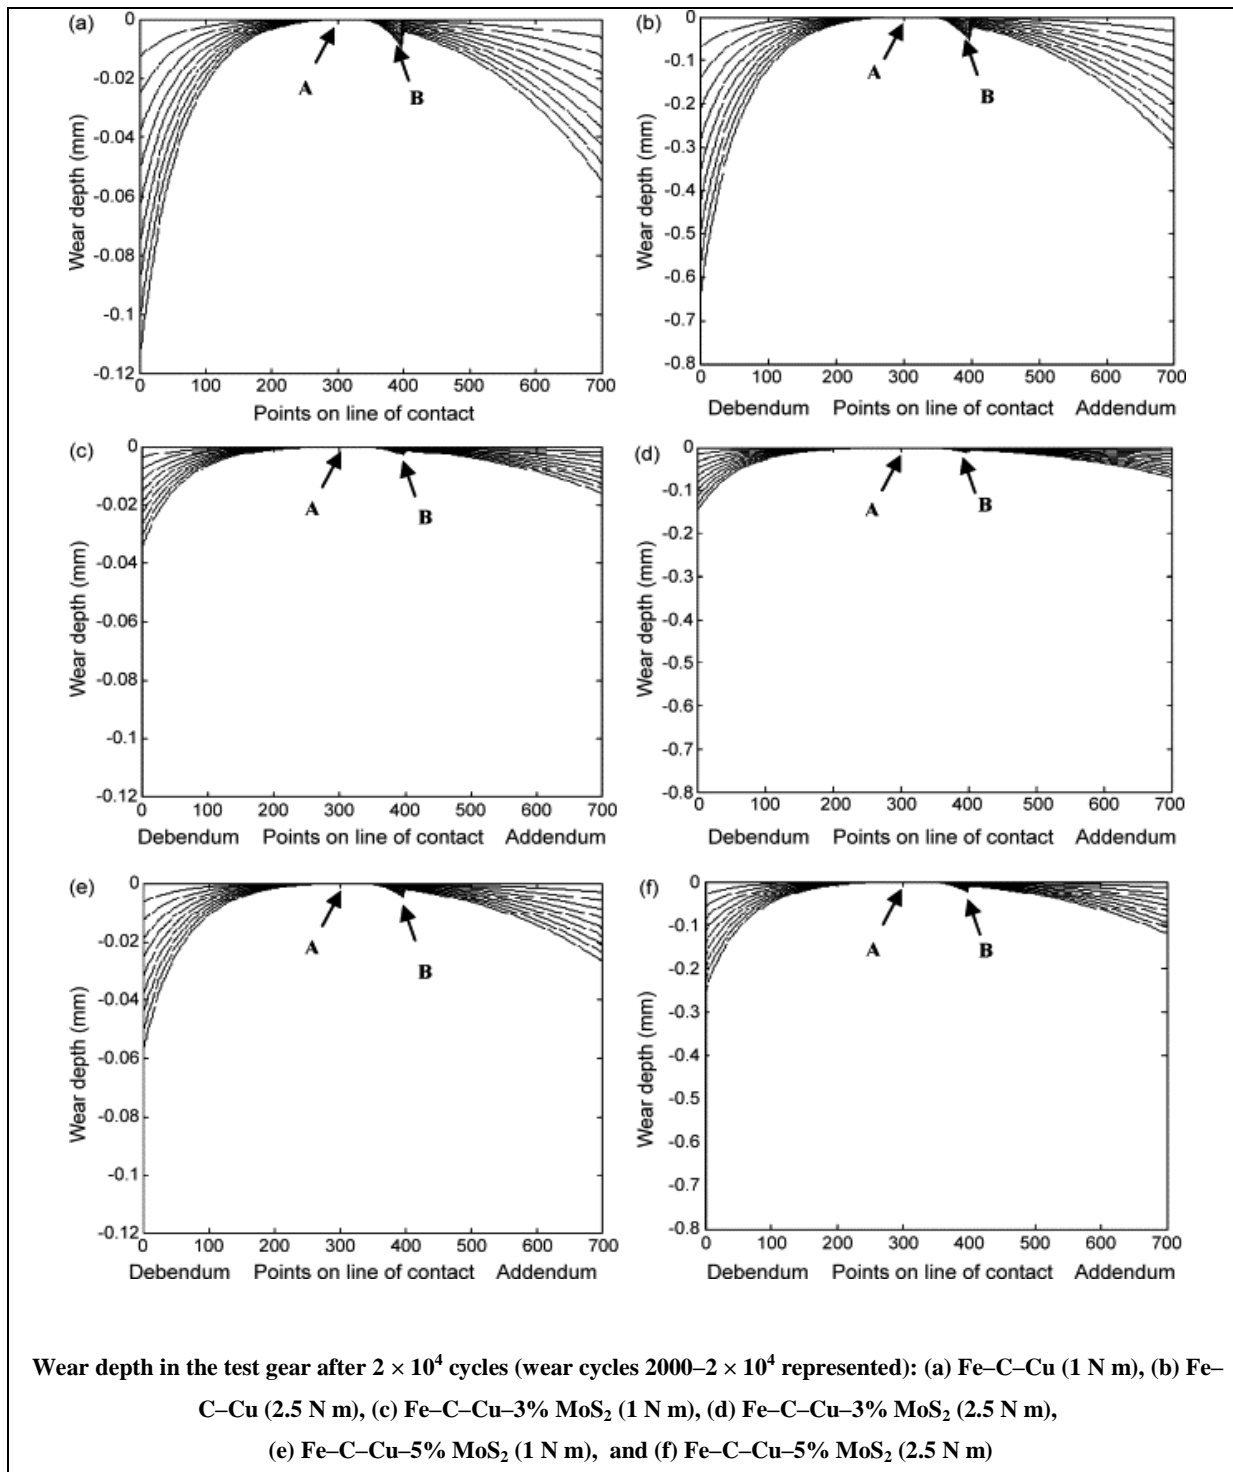 (a)
0
-0.02
-0.04
-0.06
-0.08
-0.1
-0.12
Wear depth (mm)
A
B
0 100 200 300 400 500 600 700
Points on line of contact
(b)
0
-0.1
-0.2
-0.3
-0.4
-0.5
-0.6
-0.7
-0.8
Wear depth (mm)
A
B
0 100 200 300 400 500 600 700
Debendum Points on line of contact Addendum
(c)
0
-0.02
-0.04
-0.06
-0.08
-0.1
-0.12
Wear depth (mm)
A
B
0 100 200 300 400 500 600 700
Debendum Points on line of contact Addendum
(d)
0
-0.1
-0.2
-0.3
-0.4
-0.5
-0.6
-0.7
-0.8
Wear depth (mm)
A
B
0 100 200 300 400 500 600 700
Debendum Points on line of contact Addendum
(e)
0
-0.02
-0.04
-0.06
-0.08
-0.1
-0.12
Wear depth (mm)
A
B
0 100 200 300 400 500 600 700
Debendum Points on line of contact Addendum
(f)
0
-0.1
-0.2
-0.3
-0.4
-0.5
-0.6
-0.7
-0.8
Wear depth (mm)
A
B
0 100 200 300 400 500 600 700
Debendum Points on line of contact Addendum
Wear depth in the test gear after 2 × 10⁴ cycles (wear cycles 2000–2 × 10⁴ represented): (a) Fe–C–Cu (1 N m), (b) Fe–
C–Cu (2.5 N m), (c) Fe–C–Cu–3% MoS₂ (1 N m), (d) Fe–C–Cu–3% MoS₂ (2.5 N m),
(e) Fe–C–Cu–5% MoS₂ (1 N m), and (f) Fe–C–Cu–5% MoS₂ (2.5 N m)